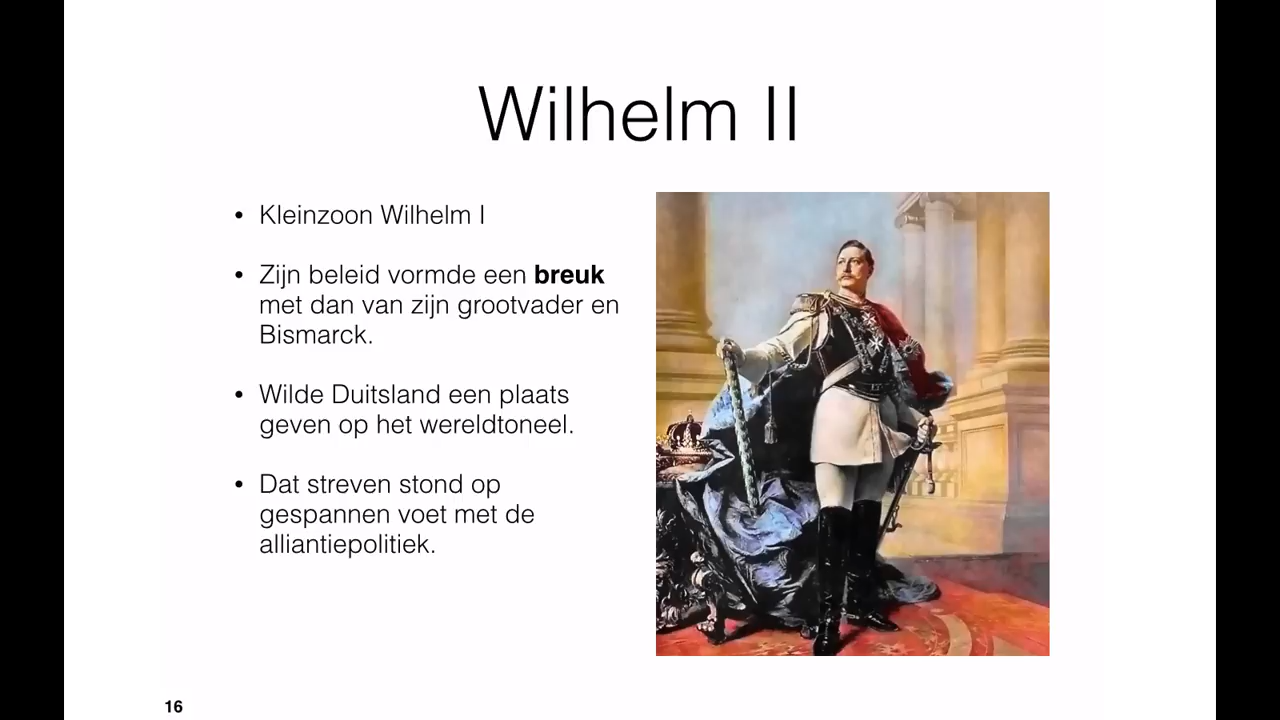 Wilhelm II
• Kleinzoon Wilhelm I
• Zijn beleid vormde een breuk
met dan van zijn grootvader en
Bismarck.
• Wilde Duitsland een plaats
geven op het wereldtoneel.
• Dat streven stond op
gespannen voet met de
alliantiepolitiek.
16